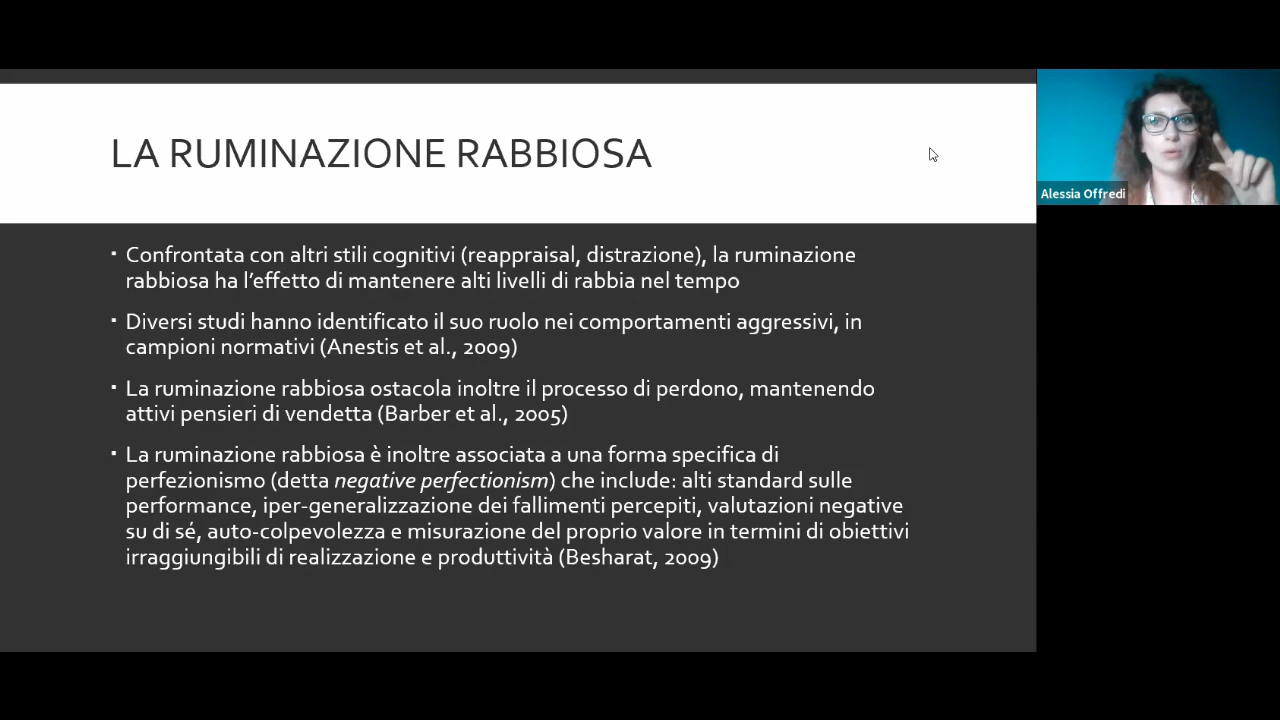 LA RUMINAZIONE RABBIOSA
Alessia Offredi
▪ Confrontata con altri stili cognitivi (reappraisal, distrazione), la ruminazione
rabbiosa ha l’effetto di mantenere alti livelli di rabbia nel tempo
▪ Diversi studi hanno identificato il suo ruolo nei comportamenti aggressivi, in
campioni normativi (Anestis et al., 2009)
▪ La ruminazione rabbiosa ostacola inoltre il processo di perdono, mantenendo
attivi pensieri di vendetta (Barber et al., 2005)
▪ La ruminazione rabbiosa è inoltre associata a una forma specifica di
perfezionismo (detta negative perfectionism) che include: alti standard sulle
performance, iper-generalizzazione dei fallimenti percepiti, valutazioni negative
su di sé, auto-colpevolezza e misurazione del proprio valore in termini di obiettivi
irraggiungibili di realizzazione e produttività (Besharat, 2009)